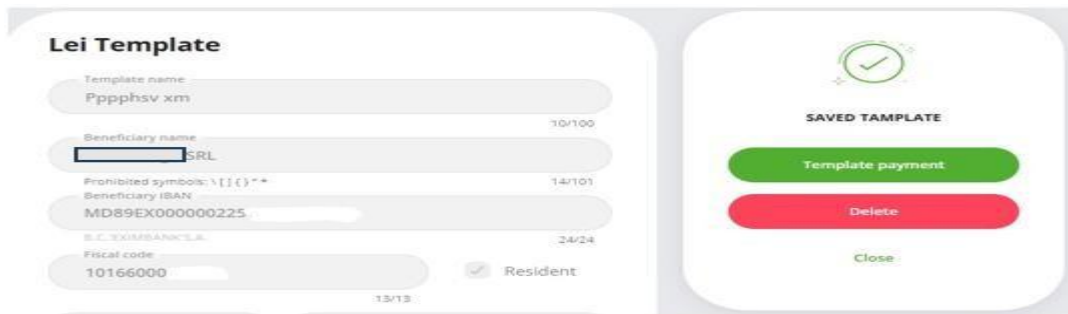 Lei Template
Template name
Pppphsv xm
10/100
Beneficiary name
SRL
Prohibited symbols: \ [ ] { } " *
14/101
Beneficiary IBAN
MD89EX000000225
B.C.'EXIMBANK'S.A.
24/24
Fiscal code
10166000
Resident
13/13
SAVED TAMPLATE
Template payment
Delete
Close